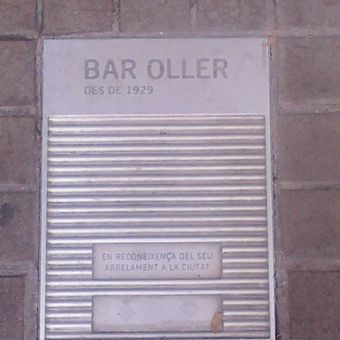 BAR OLLER
DES DE 1929
EN RECONEIXENÇA DEL SEU
ARRELAMENT A LA CIUTAT